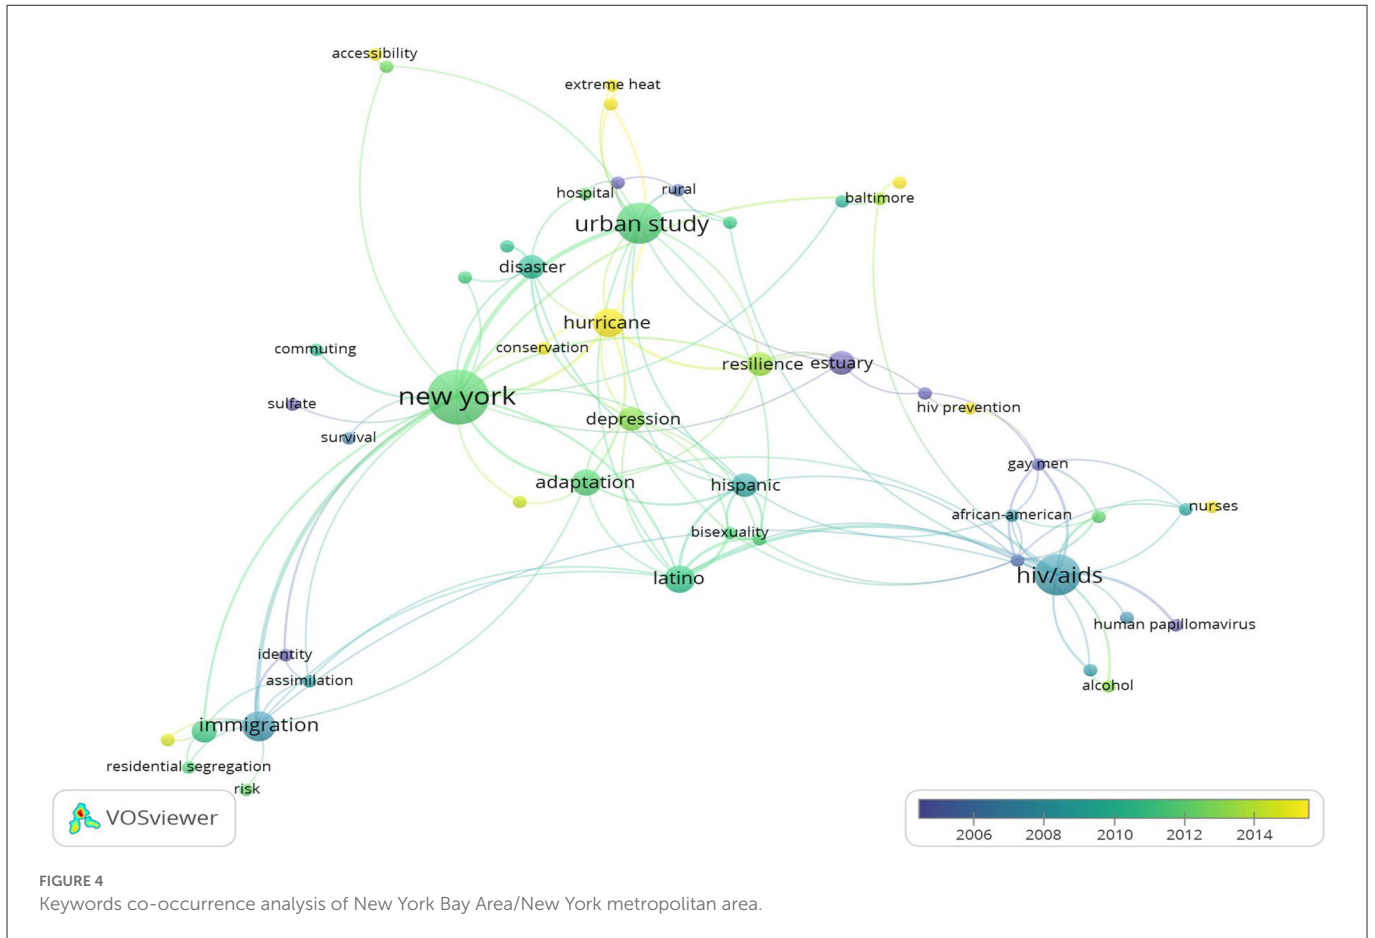 accessibility
extreme heat
hospital
rural
baltimore
urban study
disaster
hurricane
conservation
commuting
resilience
estuary
new york
sulfate
hiv prevention
depression
survival
gay men
adaptation
hispanic
nurses
african-american
bisexuality
latino
hiv/aids
human papillomavirus
identity
assimilation
alcohol
immigration
residential segregation
risk
VOSviewer
2006 2008 2010 2012 2014
FIGURE 4
Keywords co-occurrence analysis of New York Bay Area/New York metropolitan area.